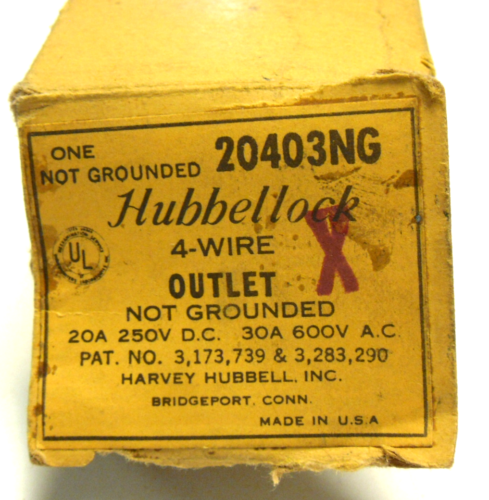 ONE 20403NG
NOT GROUNDED
Hubbellock
4-WIRE
UL
OUTLET
X
NOT GROUNDED
20A 250V D.C. 30A 600V A.C.
PAT. NO. 3,173,739 & 3,283,290
HARVEY HUBBELL, INC.
BRIDGEPORT, CONN.
MADE IN U.S.A